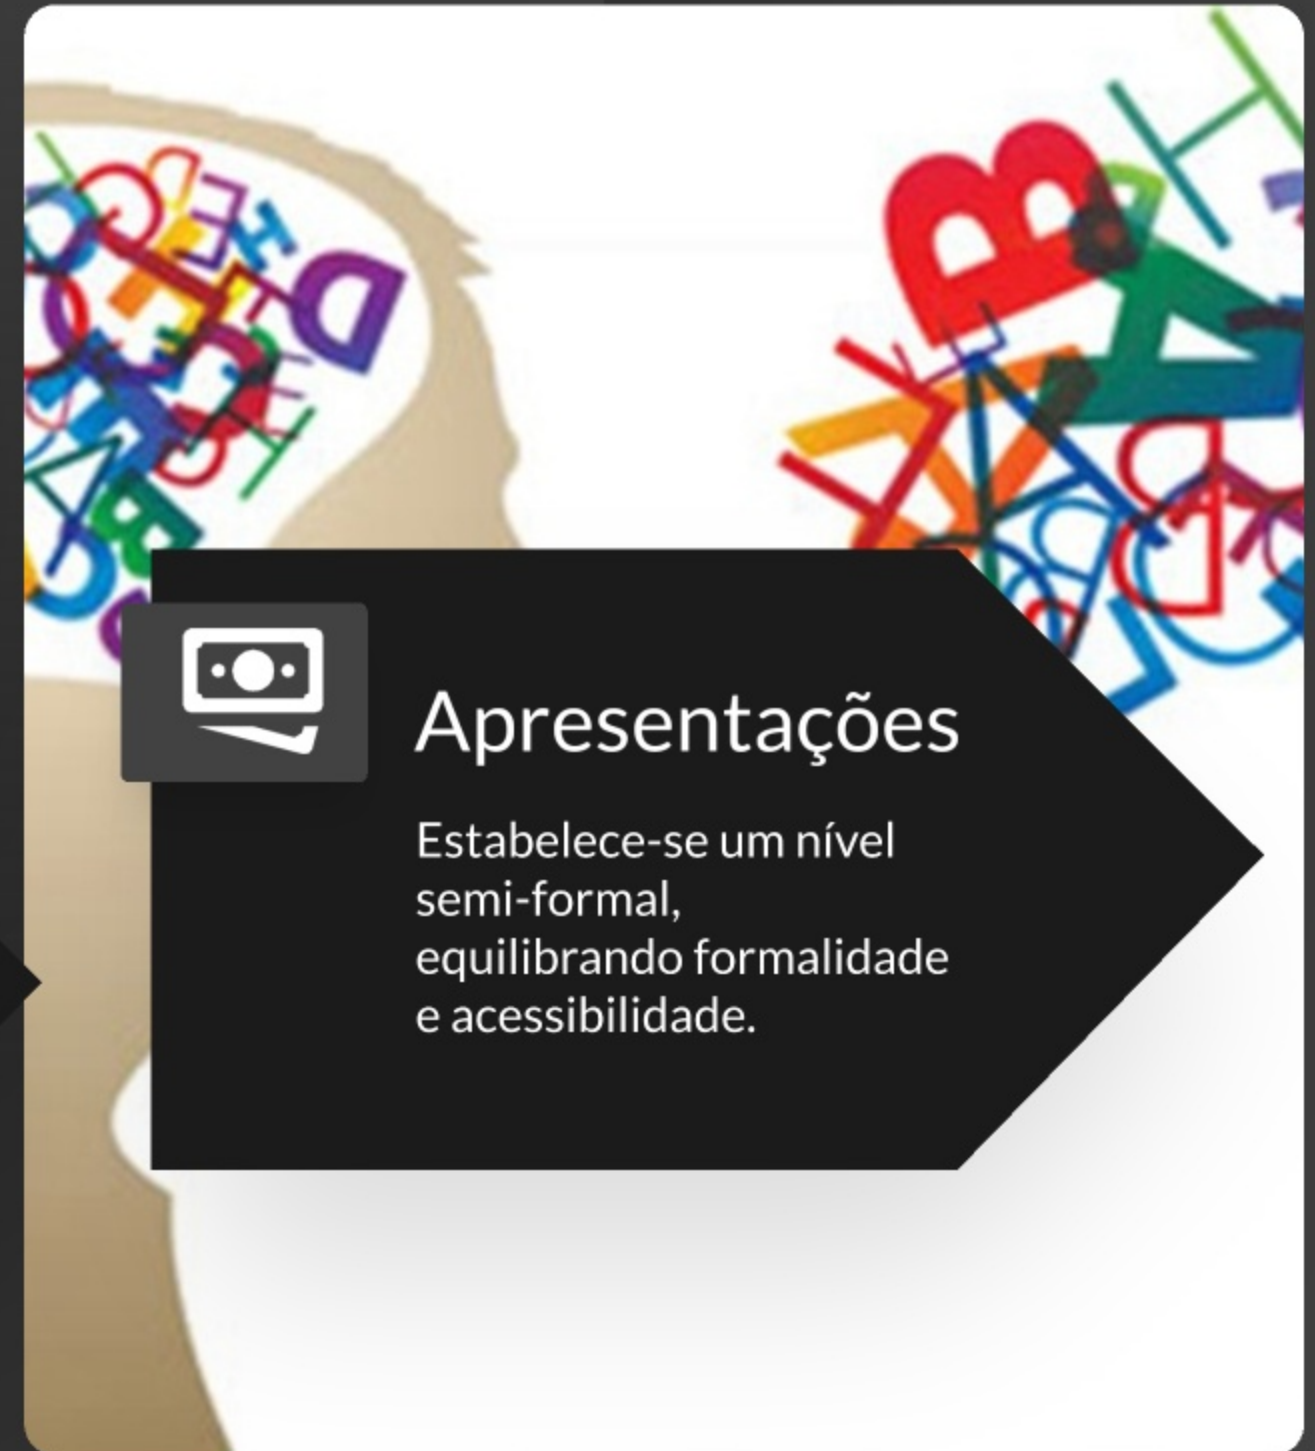 Apresentações
Estabelece-se um nível
semi-formal,
equilibrando formalidade
e acessibilidade.